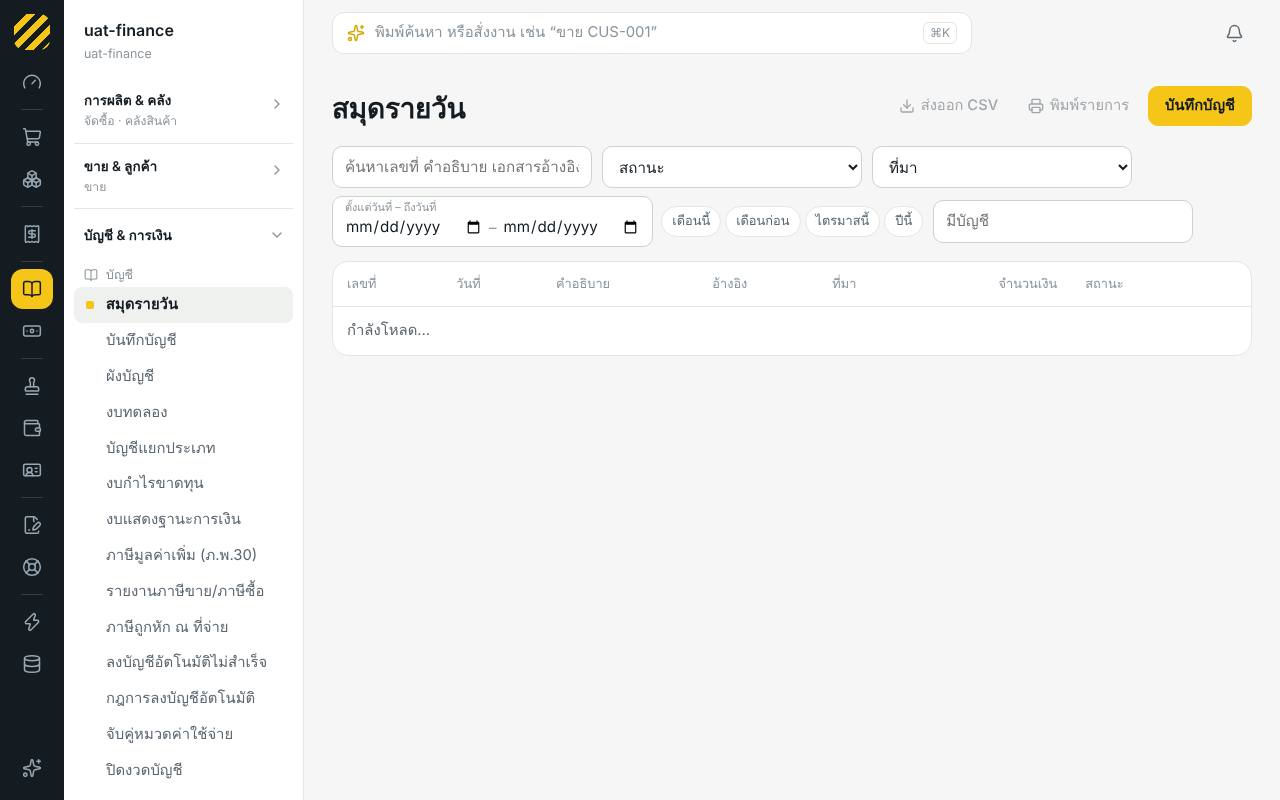 uat-finance
uat-finance
การผลิต & คลัง
จัดซื้อ · คลังสินค้า
ขาย & ลูกค้า
ขาย
บัญชี & การเงิน
บัญชี
สมุดรายวัน
บันทึกบัญชี
ผังบัญชี
งบทดลอง
บัญชีแยกประเภท
งบกำไรขาดทุน
งบแสดงฐานะการเงิน
ภาษีมูลค่าเพิ่ม (ภ.พ.30)
รายงานภาษีขาย/ภาษีซื้อ
ภาษีถูกหัก ณ ที่จ่าย
ลงบัญชีอัตโนมัติไม่สำเร็จ
กฎการลงบัญชีอัตโนมัติ
จับคู่หมวดค่าใช้จ่าย
ปิดงวดบัญชี
พิมพ์ค้นหา หรือสั่งงาน เช่น “ขาย CUS-001” ⌘K
สมุดรายวัน
ส่งออก CSV พิมพ์รายการ บันทึกบัญชี
ค้นหาเลขที่ คำอธิบาย เอกสารอ้างอิง สถานะ ที่มา
ตั้งแต่วันที่ – ถึงวันที่
mm/dd/yyyy – mm/dd/yyyy เดือนนี้ เดือนก่อน ไตรมาสนี้ ปีนี้ มีบัญชี
เลขที่ วันที่ คำอธิบาย อ้างอิง ที่มา จำนวนเงิน สถานะ
กำลังโหลด...